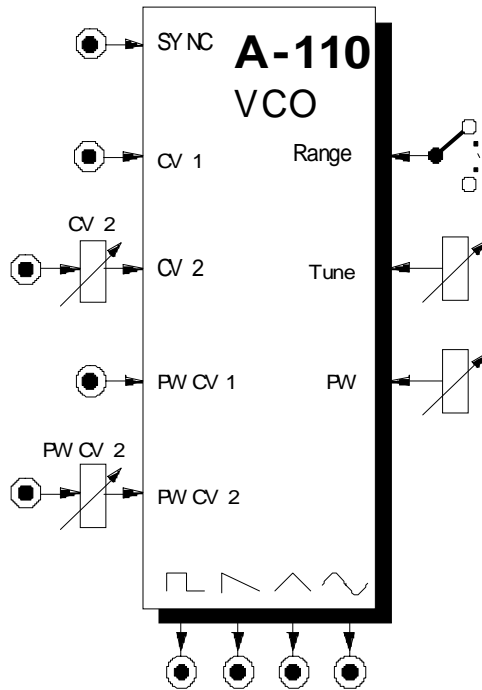 SYNC
A-110
VCO
CV 1
Range
CV 2
CV 2
Tune
PW CV 1
PW
PW CV 2
PW CV 2